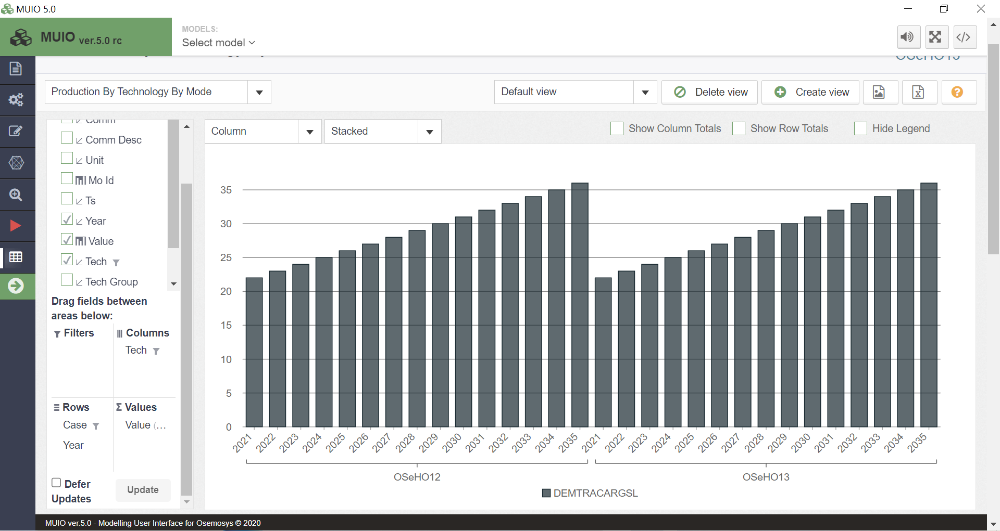 MUIO 5.0
MUIO ver.5.0 rc
MODELS:
Select model
OSeHO13
Production By Technology By Mode
Default view
Delete view
Create view
Comm
Comm Desc
Unit
Mo Id
Ts
Year
Value
Tech
Tech Group
Drag fields between
areas below:
Filters
Columns
Tech
Rows
Σ Values
Case
Value (...
Year
Defer
Updates
Update
Column
Stacked
Show Column Totals
Show Row Totals
Hide Legend
35
30
25
20
15
10
5
0
2021 2022 2023 2024 2025 2026 2027 2028 2029 2030 2031 2032 2033 2034 2035 2021 2022 2023 2024 2025 2026 2027 2028 2029 2030 2031 2032 2033 2034 2035
OSeHO12 OSeHO13
DEMTRACARGSL
MUIO ver.5.0 - Modelling User Interface for Osemosys © 2020